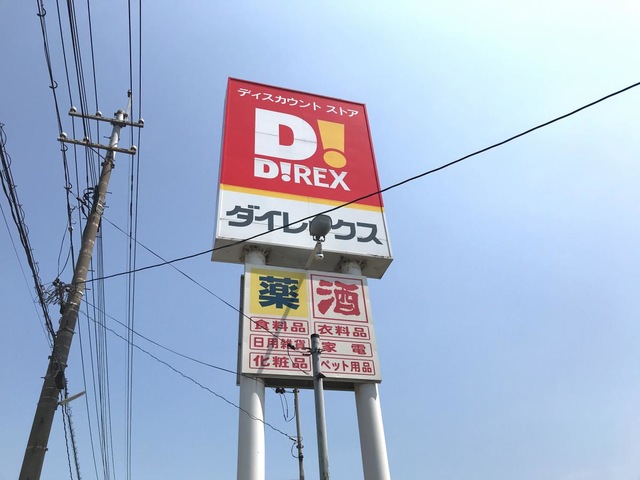 ディスカウント ストア
D!
D!REX
ダイレックス
薬 酒
食料品 衣料品
日用雑貨 家電
化粧品 ペット用品